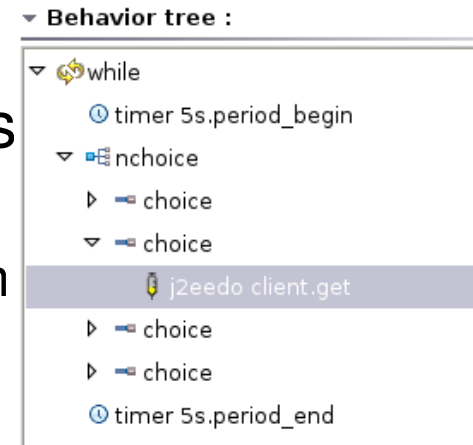 Behavior tree :
while
s
timer 5s.period_begin
nchoice
choice
choice
n
j2eedo client.get
choice
choice
timer 5s.period_end